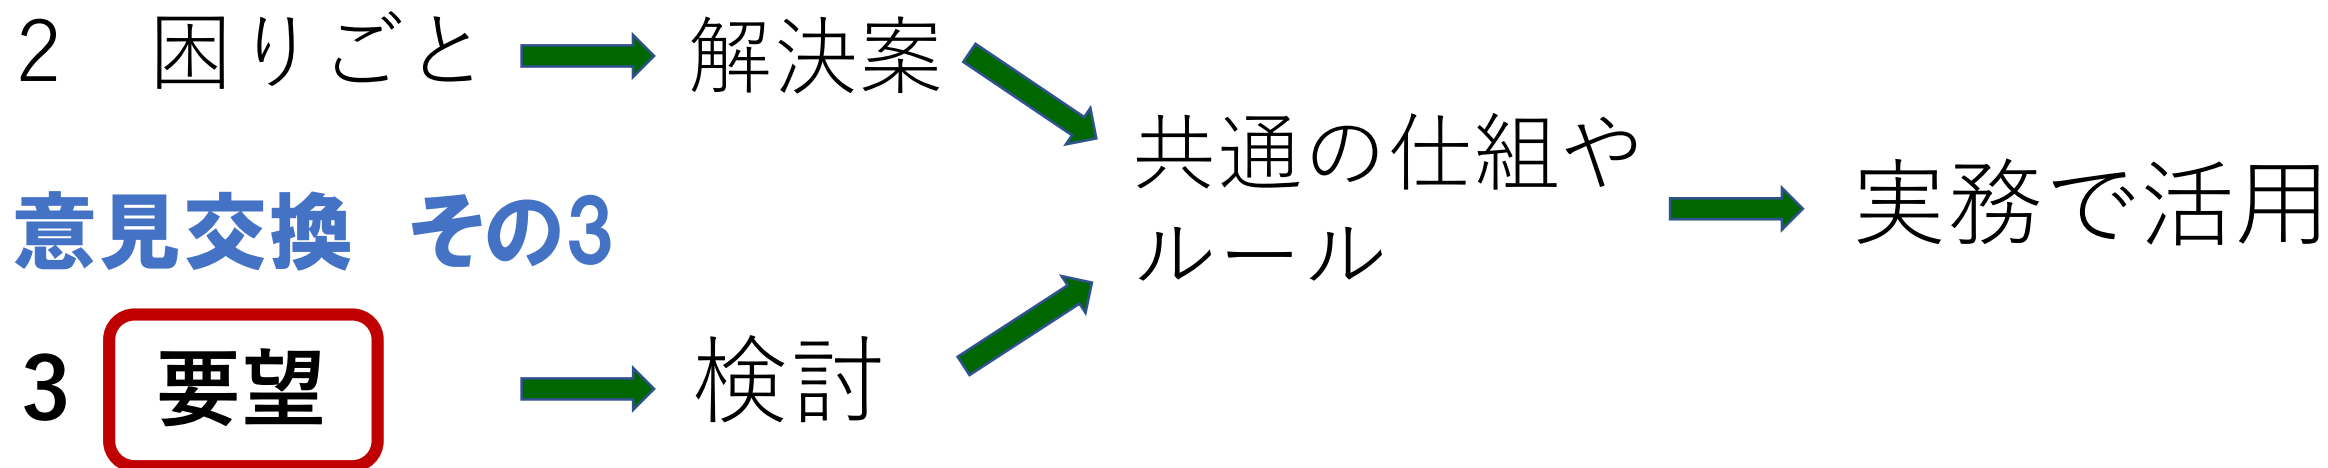 2 困りごと 解決案
共通の仕組や
ルール
実務で活用
意見交換 その3
3 要望 検討